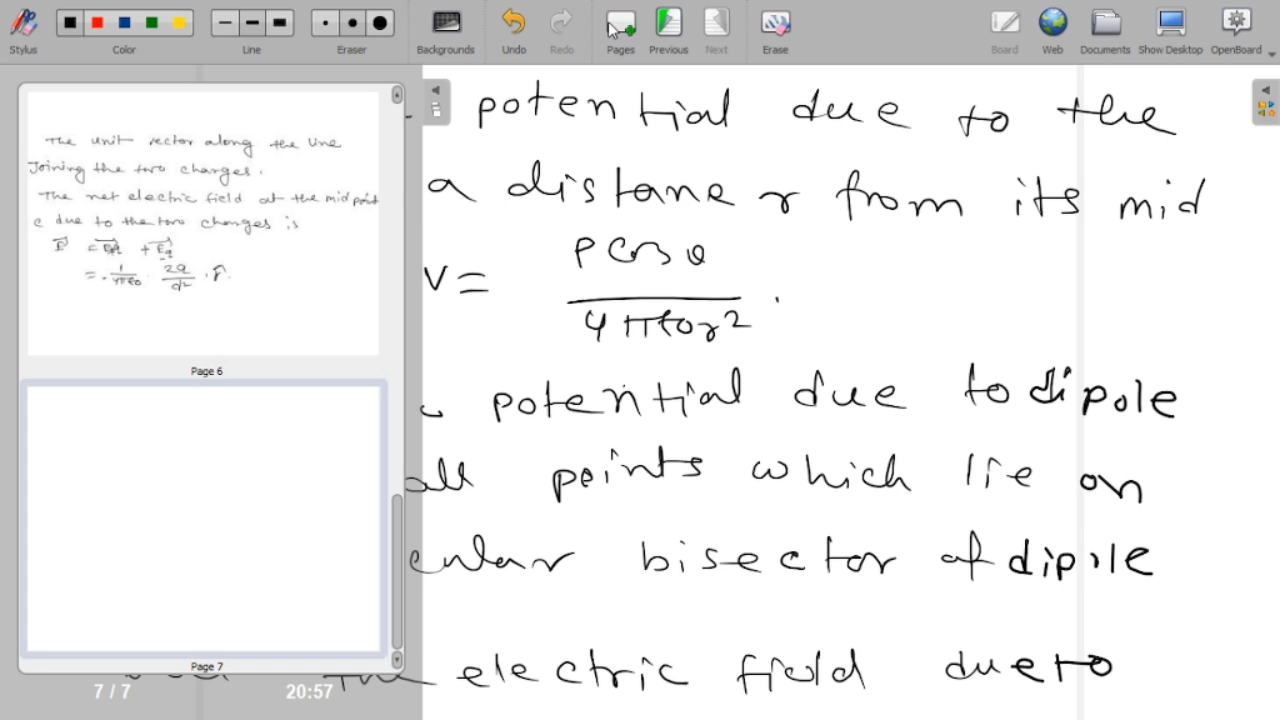 Stylus
Color
Line
Eraser
Backgrounds
Undo
Redo
Pages
Previous
Next
Erase
Board
Web
Documents
Show Desktop
OpenBoard
The unit vector along the line
Joining the two charges.
The net electric field at the mid point
c due to the two charges is
Page 6
Page 7
7 / 7
20:57
potential due to the
a distane r from its mid
V = p cos θ / 4πε0r2 .
potential due to dipole
all points which lie on
cular bisector of dipole
The electric field due to